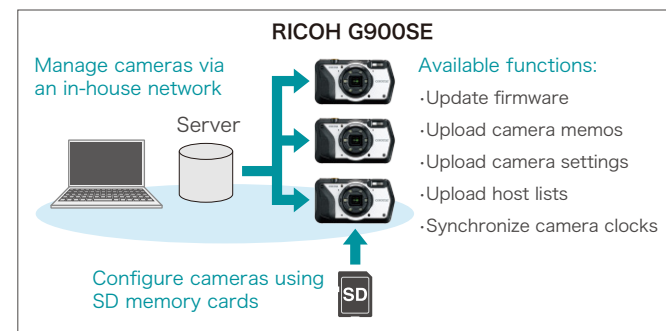 RICOH G900SE
Manage cameras via
an in-house network
Server
Available functions:
·Update firmware
·Upload camera memos
·Upload camera settings
·Upload host lists
·Synchronize camera clocks
Configure cameras using
SD memory cards
SD